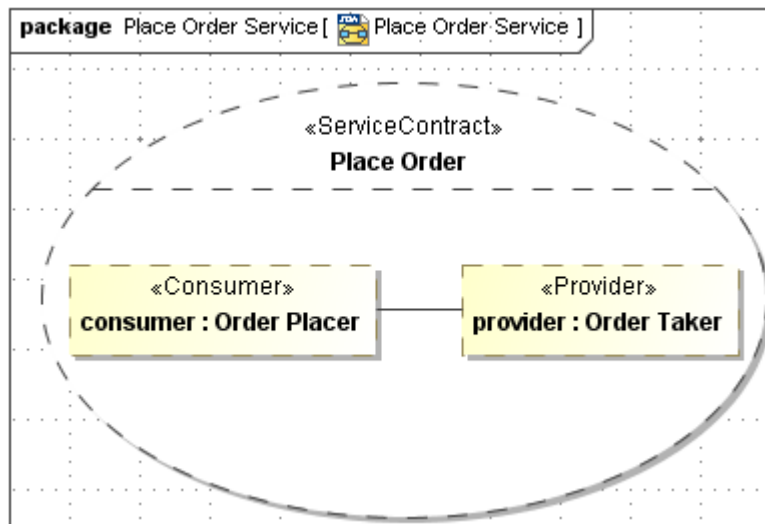 package Place Order Service [ Place Order Service ]
«ServiceContract»
Place Order
«Consumer»
consumer : Order Placer
«Provider»
provider : Order Taker